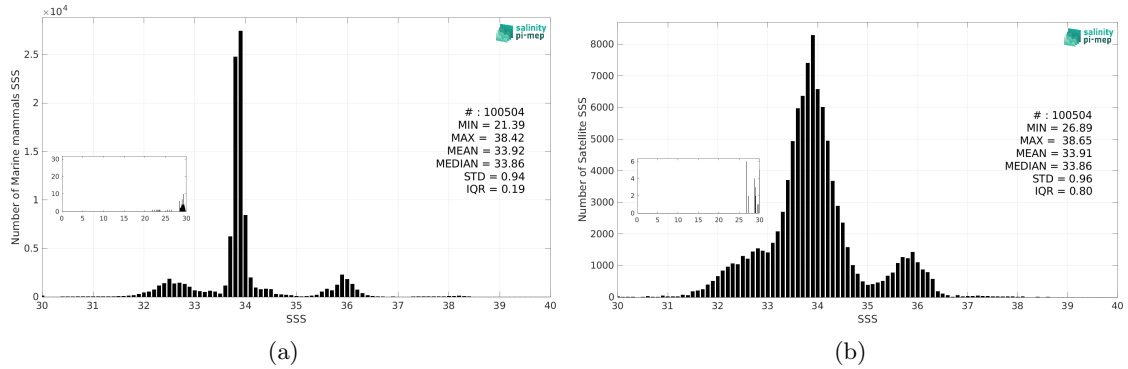 ×10⁴
salinity
pi-mep
2.5
2
1.5
1
0.5
0
Number of Marine mammals SSS
# : 100504
MIN = 21.39
MAX = 38.42
MEAN = 33.92
MEDIAN = 33.86
STD = 0.94
IQR = 0.19
30
20
10
0
0 5 10 15 20 25 30
30 31 32 33 34 35 36 37 38 39 40
SSS
(a)
salinity
pi-mep
8000
7000
6000
5000
4000
3000
2000
1000
0
Number of Satellite SSS
# : 100504
MIN = 26.89
MAX = 38.65
MEAN = 33.91
MEDIAN = 33.86
STD = 0.96
IQR = 0.80
6
4
2
0
0 5 10 15 20 25 30
30 31 32 33 34 35 36 37 38 39 40
SSS
(b)